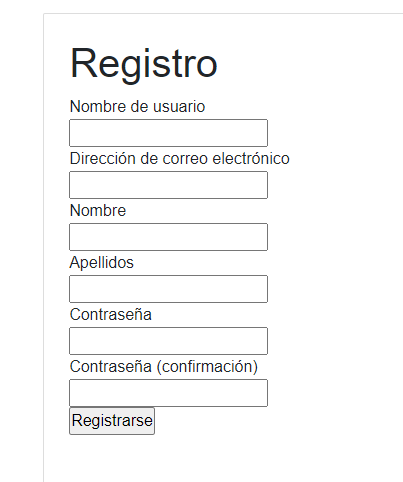 Registro
Nombre de usuario
Dirección de correo electrónico
Nombre
Apellidos
Contraseña
Contraseña (confirmación)
Registrarse